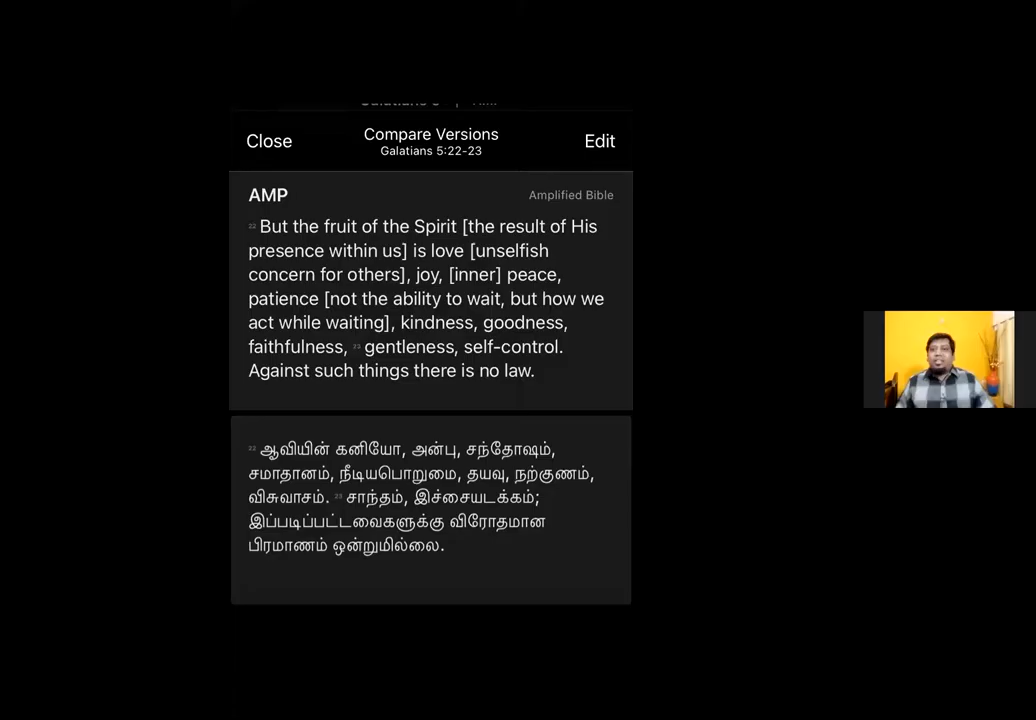 Close
Compare Versions
Edit
Galatians 5:22-23
AMP
Amplified Bible
22 But the fruit of the Spirit [the result of His
presence within us] is love [unselfish
concern for others], joy, [inner] peace,
patience [not the ability to wait, but how we
act while waiting], kindness, goodness,
faithfulness, 23 gentleness, self-control.
Against such things there is no law.
22 ஆவியின் கனியோ, அன்பு, சந்தோஷம்,
சமாதானம், நீடியபொறுமை, தயவு, நற்குணம்,
விசுவாசம். 23 சாந்தம், இச்சையடக்கம்;
இப்படிப்பட்டவைகளுக்கு விரோதமான
பிரமாணம் ஒன்றுமில்லை.